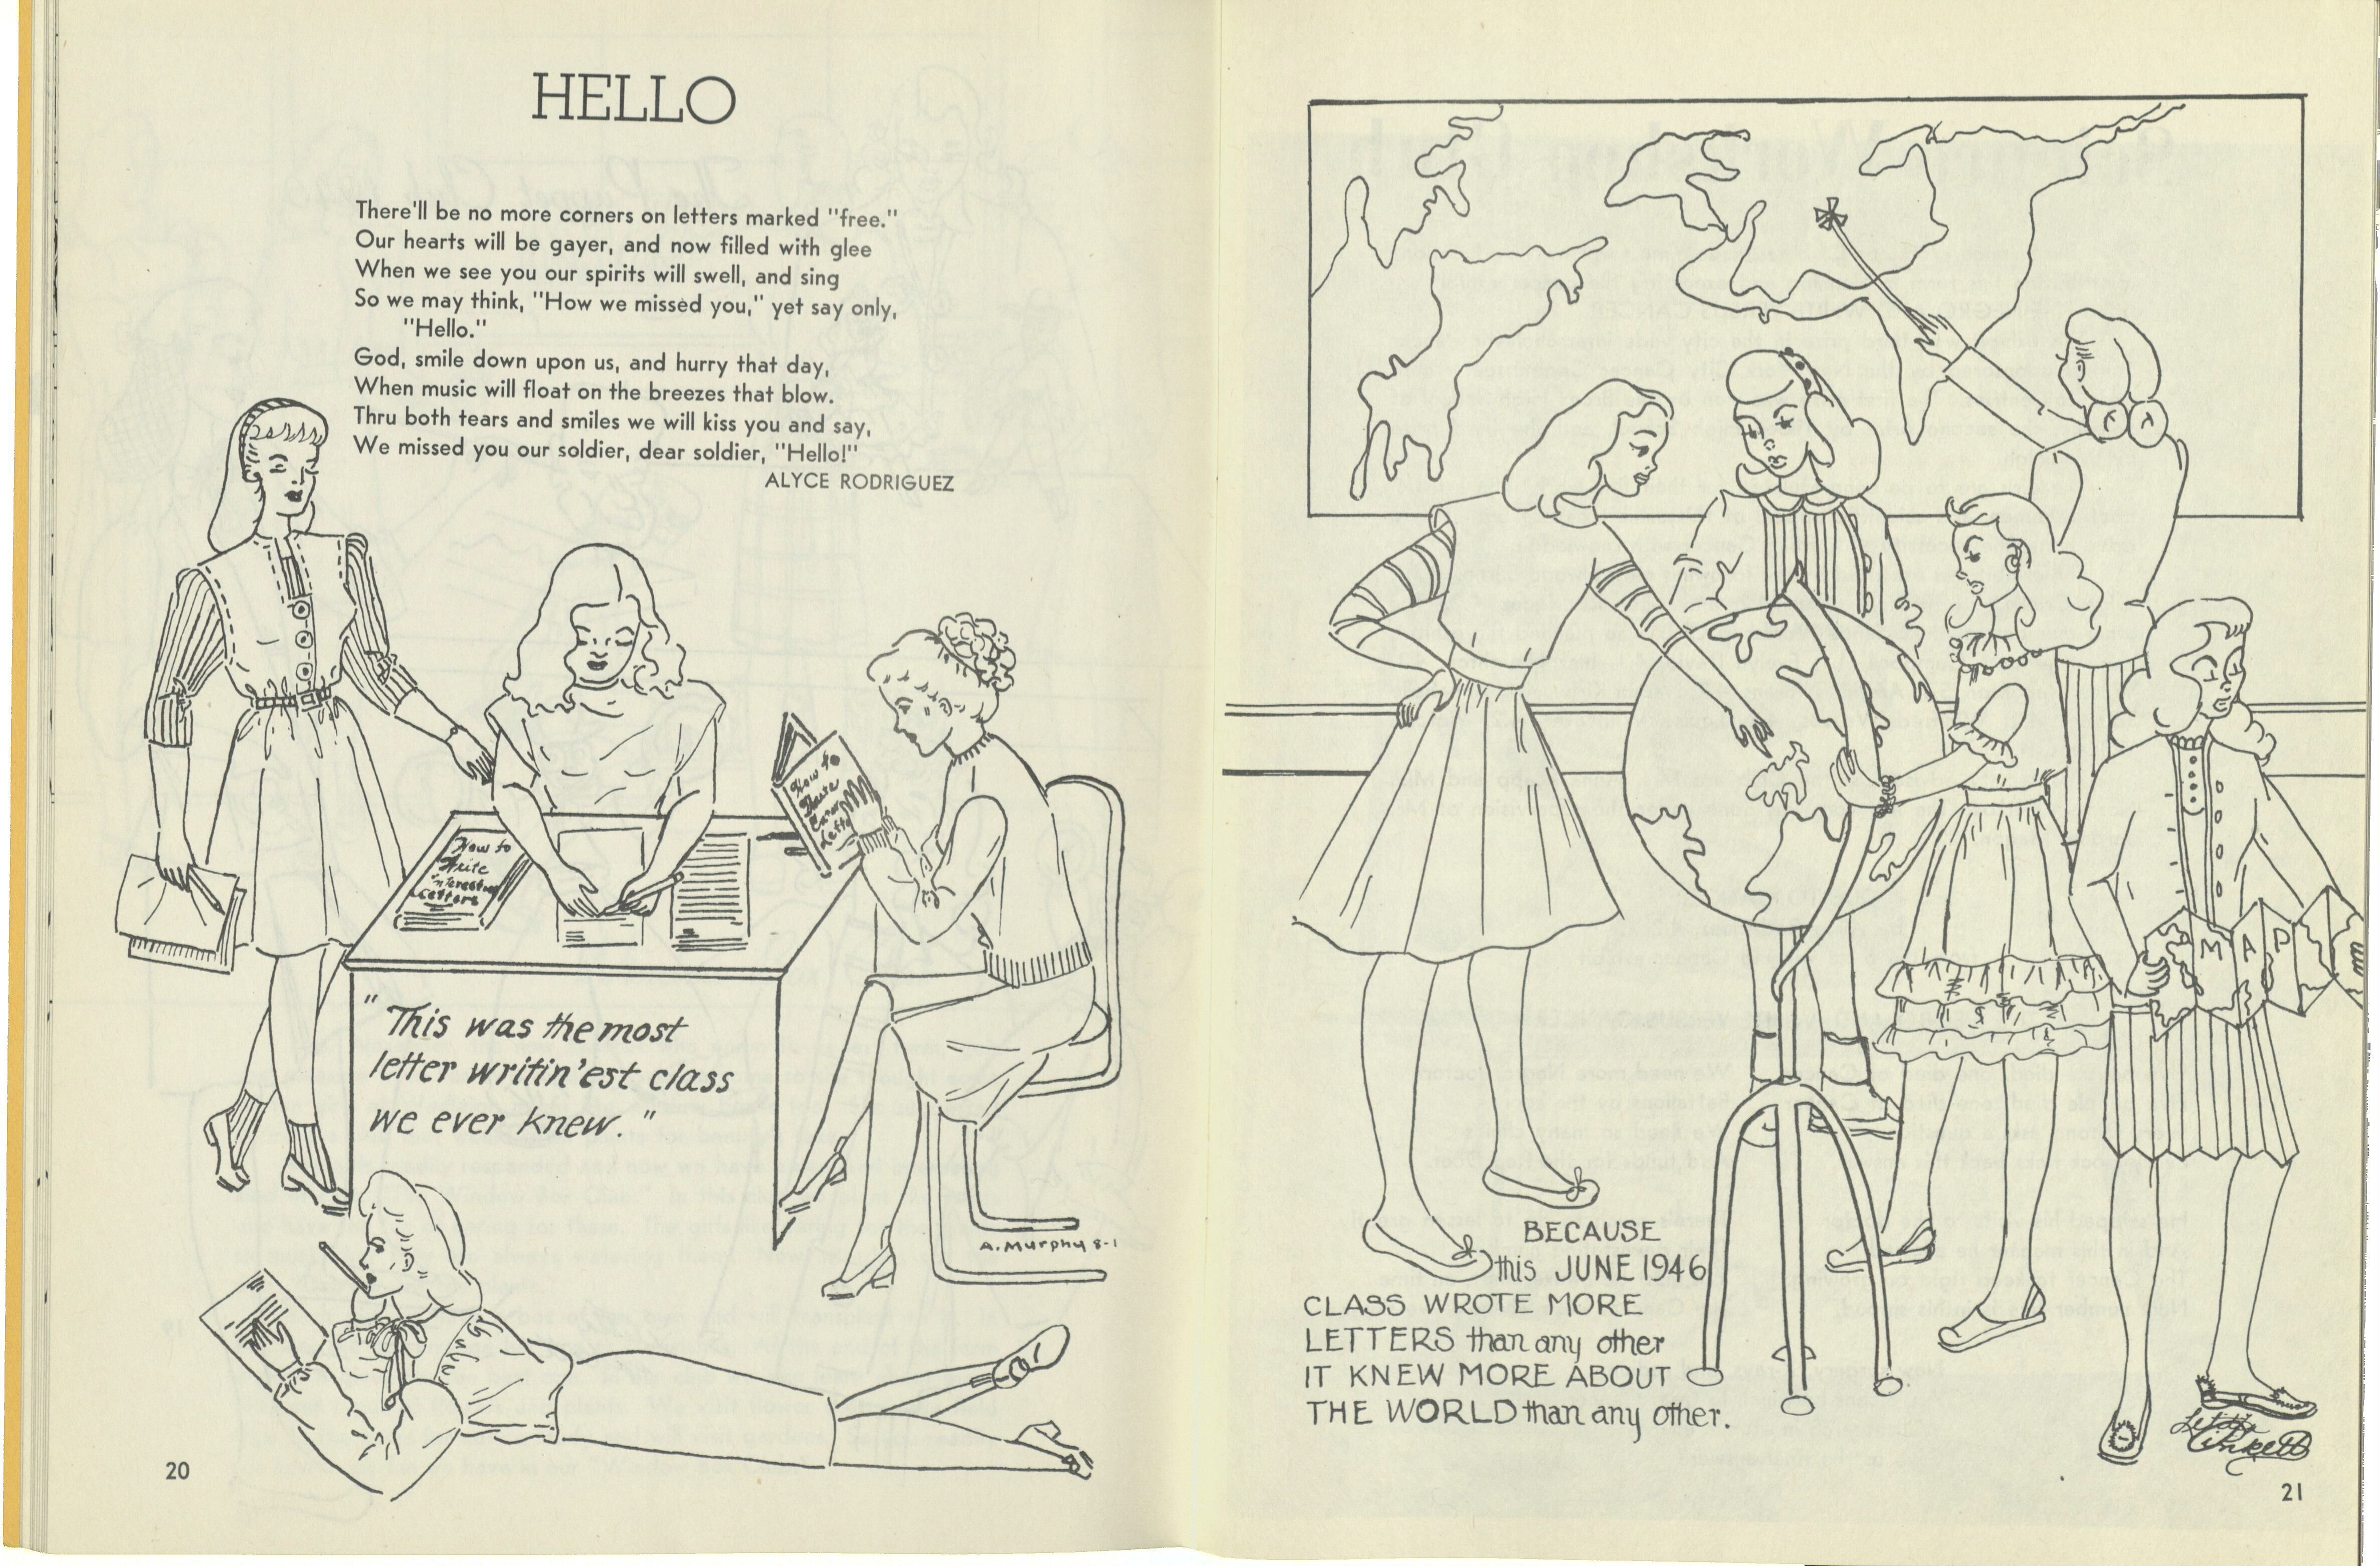 HELLO
There'll be no more corners on letters marked "free."
Our hearts will be gayer, and now filled with glee
When we see you our spirits will swell, and sing
So we may think, "How we missed you," yet say only,
"Hello."
God, smile down upon us, and hurry that day,
When music will float on the breezes that blow.
Thru both tears and smiles we will kiss you and say,
We missed you our soldier, dear soldier, "Hello!"
ALYCE RODRIGUEZ
How to
Write
Letters
How to
Write
Interesting
Letters
"This was the most
letter writin'est class
we ever knew."
A. Murphy 8-1
20
MAP
BECAUSE
this JUNE 1946
CLASS WROTE MORE
LETTERS than any other
IT KNEW MORE ABOUT
THE WORLD than any other.
21